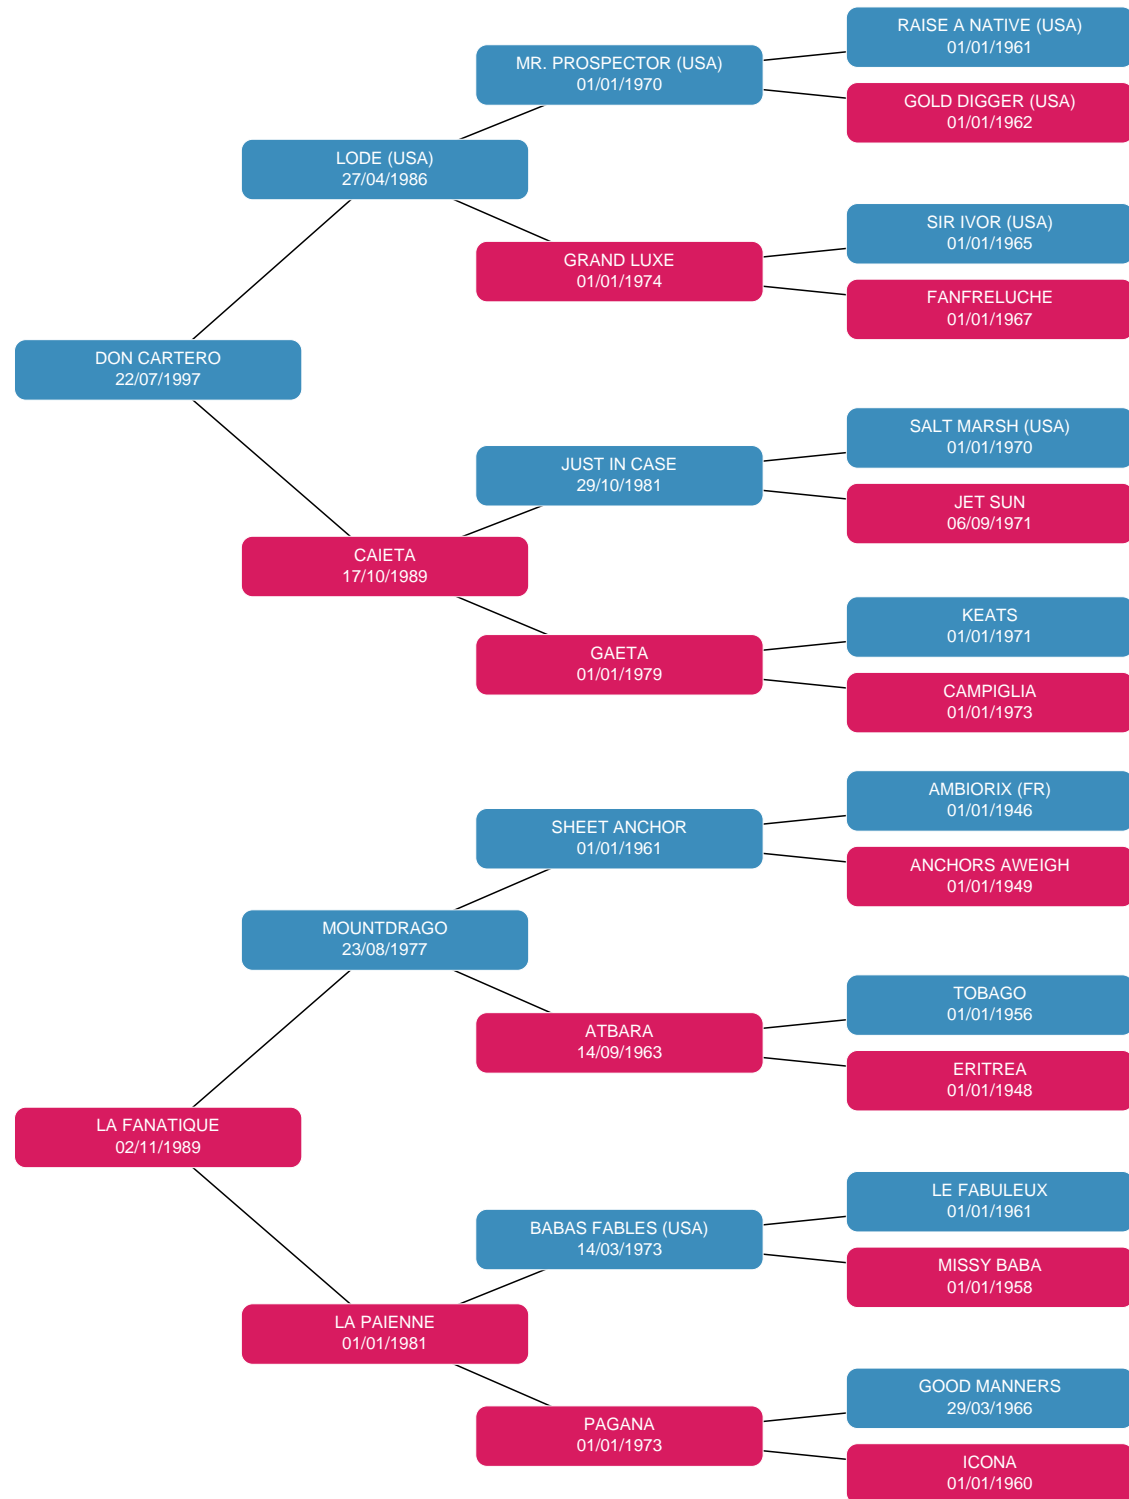 RAISE A NATIVE (USA)
01/01/1961
MR. PROSPECTOR (USA)
01/01/1970
GOLD DIGGER (USA)
01/01/1962
LODE (USA)
27/04/1986
SIR IVOR (USA)
01/01/1965
GRAND LUXE
01/01/1974
FANFRELUCHE
01/01/1967
DON CARTERO
22/07/1997
SALT MARSH (USA)
01/01/1970
JUST IN CASE
29/10/1981
JET SUN
06/09/1971
CAIETA
17/10/1989
KEATS
01/01/1971
GAETA
01/01/1979
CAMPIGLIA
01/01/1973
AMBIORIX (FR)
01/01/1946
SHEET ANCHOR
01/01/1961
ANCHORS AWEIGH
01/01/1949
MOUNTDRAGO
23/08/1977
TOBAGO
01/01/1956
ATBARA
14/09/1963
ERITREA
01/01/1948
LA FANATIQUE
02/11/1989
LE FABULEUX
01/01/1961
BABAS FABLES (USA)
14/03/1973
MISSY BABA
01/01/1958
LA PAIENNE
01/01/1981
GOOD MANNERS
29/03/1966
PAGANA
01/01/1973
ICONA
01/01/1960